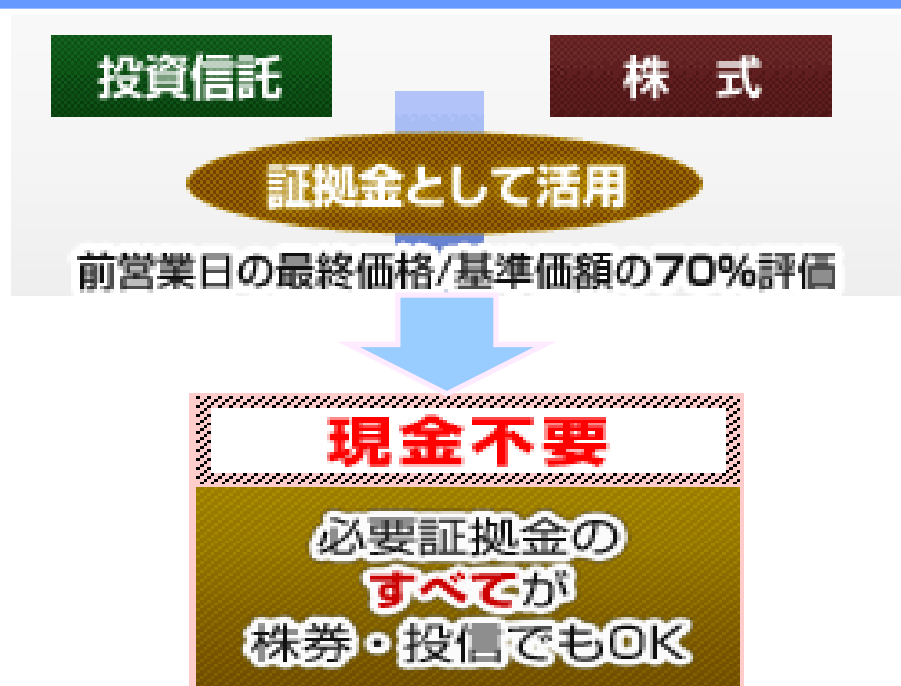 投資信託
株 式
証拠金として活用
前営業日の最終価格/基準価額の70%評価
現金不要
必要証拠金の
すべてが
株券・投信でもOK